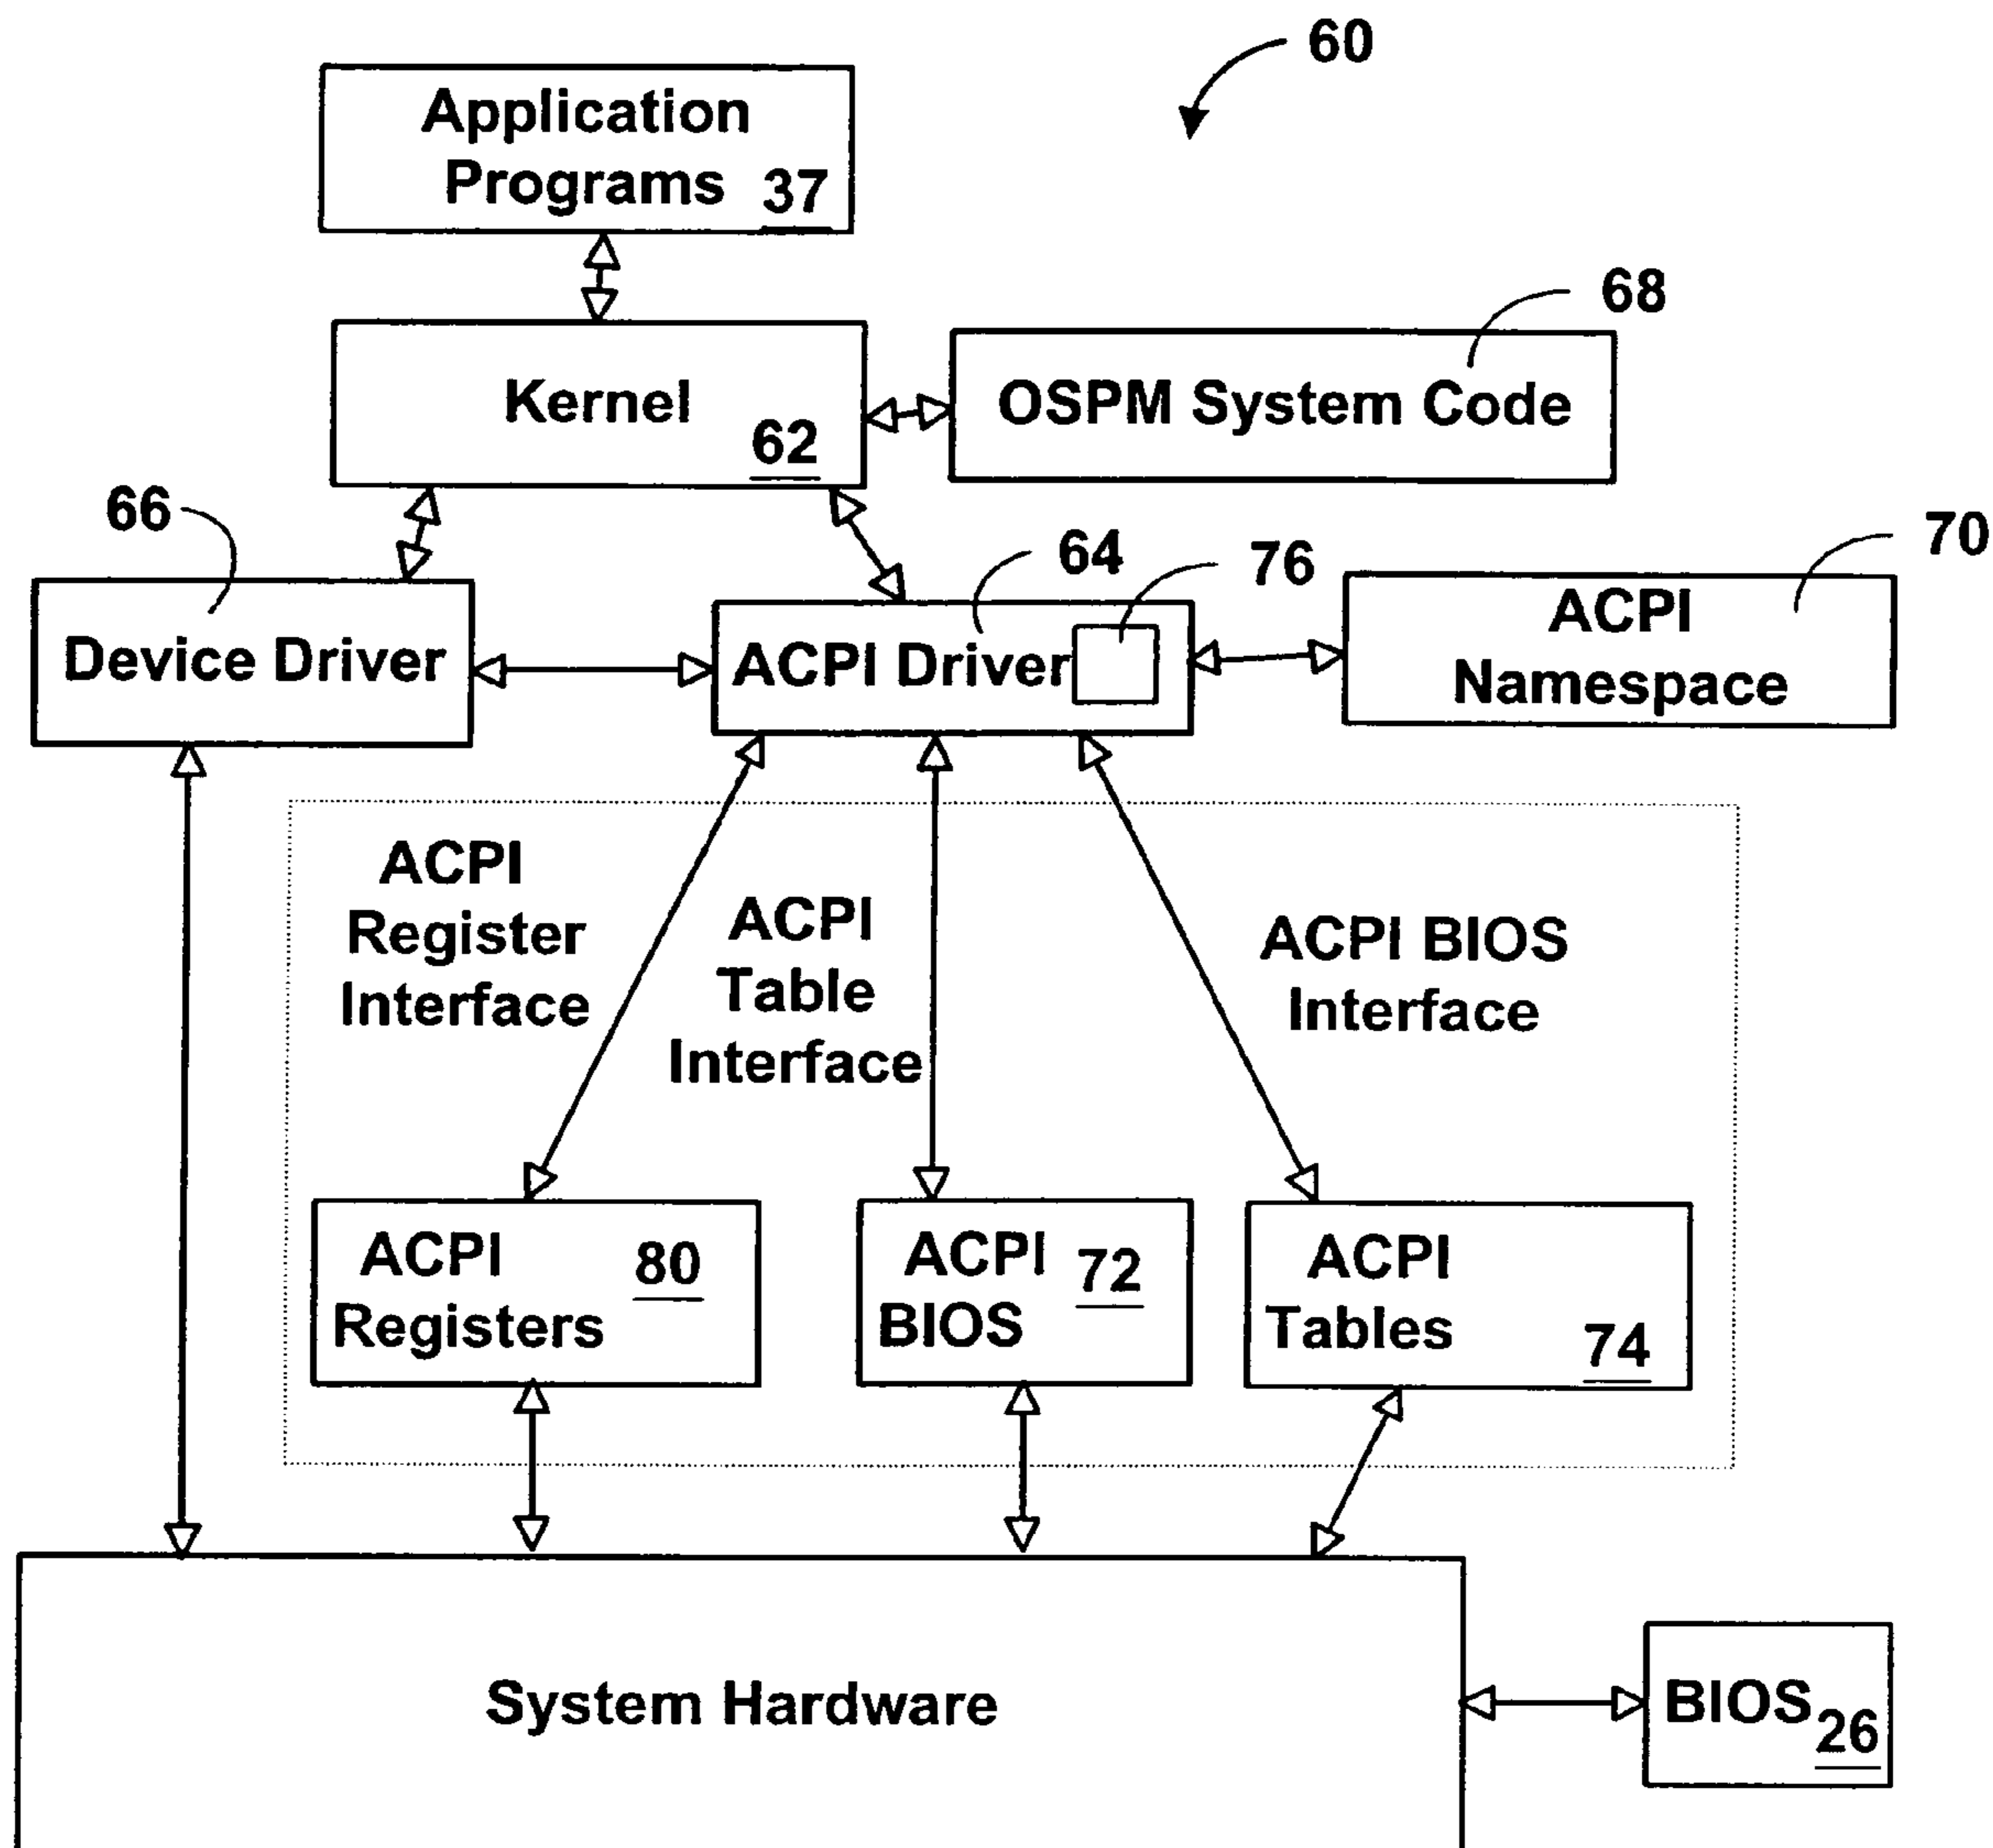 60
Application
Programs 37
68
Kernel
62
OSPM System Code
66
64
76
70
Device Driver
ACPI Driver
ACPI
Namespace
ACPI
Register
Interface
ACPI
Table
Interface
ACPI BIOS
Interface
ACPI
Registers
80
ACPI
BIOS
72
ACPI
Tables
74
System Hardware
BIOS
26